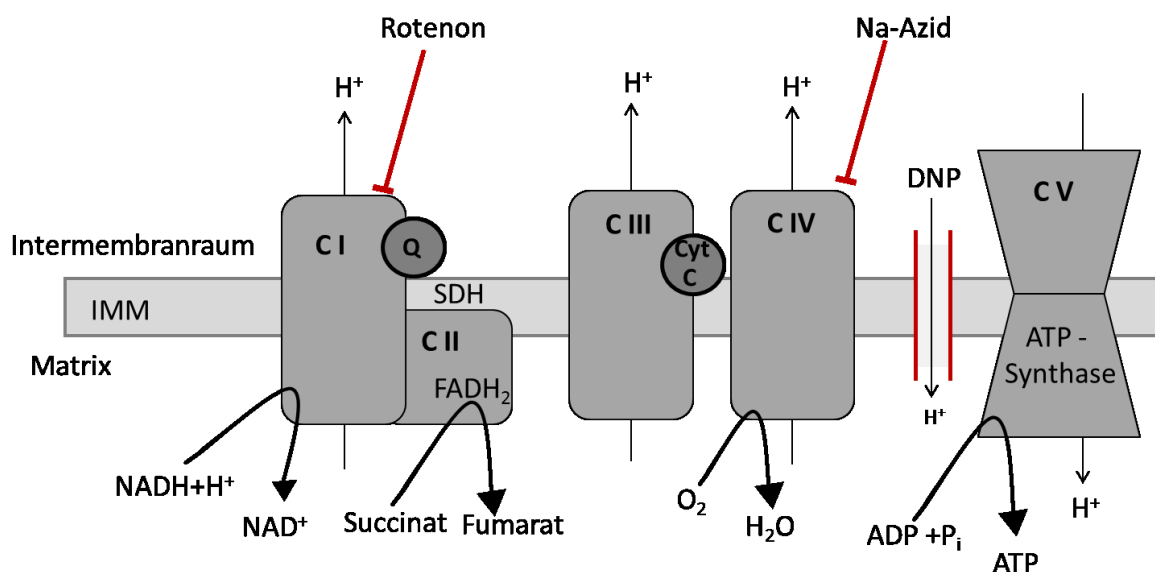 Rotenon
Na-Azid
H⁺
H⁺
H⁺
DNP
C V
C I
Q
C III
Cyt
C
C IV
Intermembranraum
SDH
IMM
C II
ATP -
Synthase
Matrix
FADH₂
H⁺
NADH+H⁺
NAD⁺
Succinat
Fumarat
O₂
H₂O
ADP +Pᵢ
ATP
H⁺